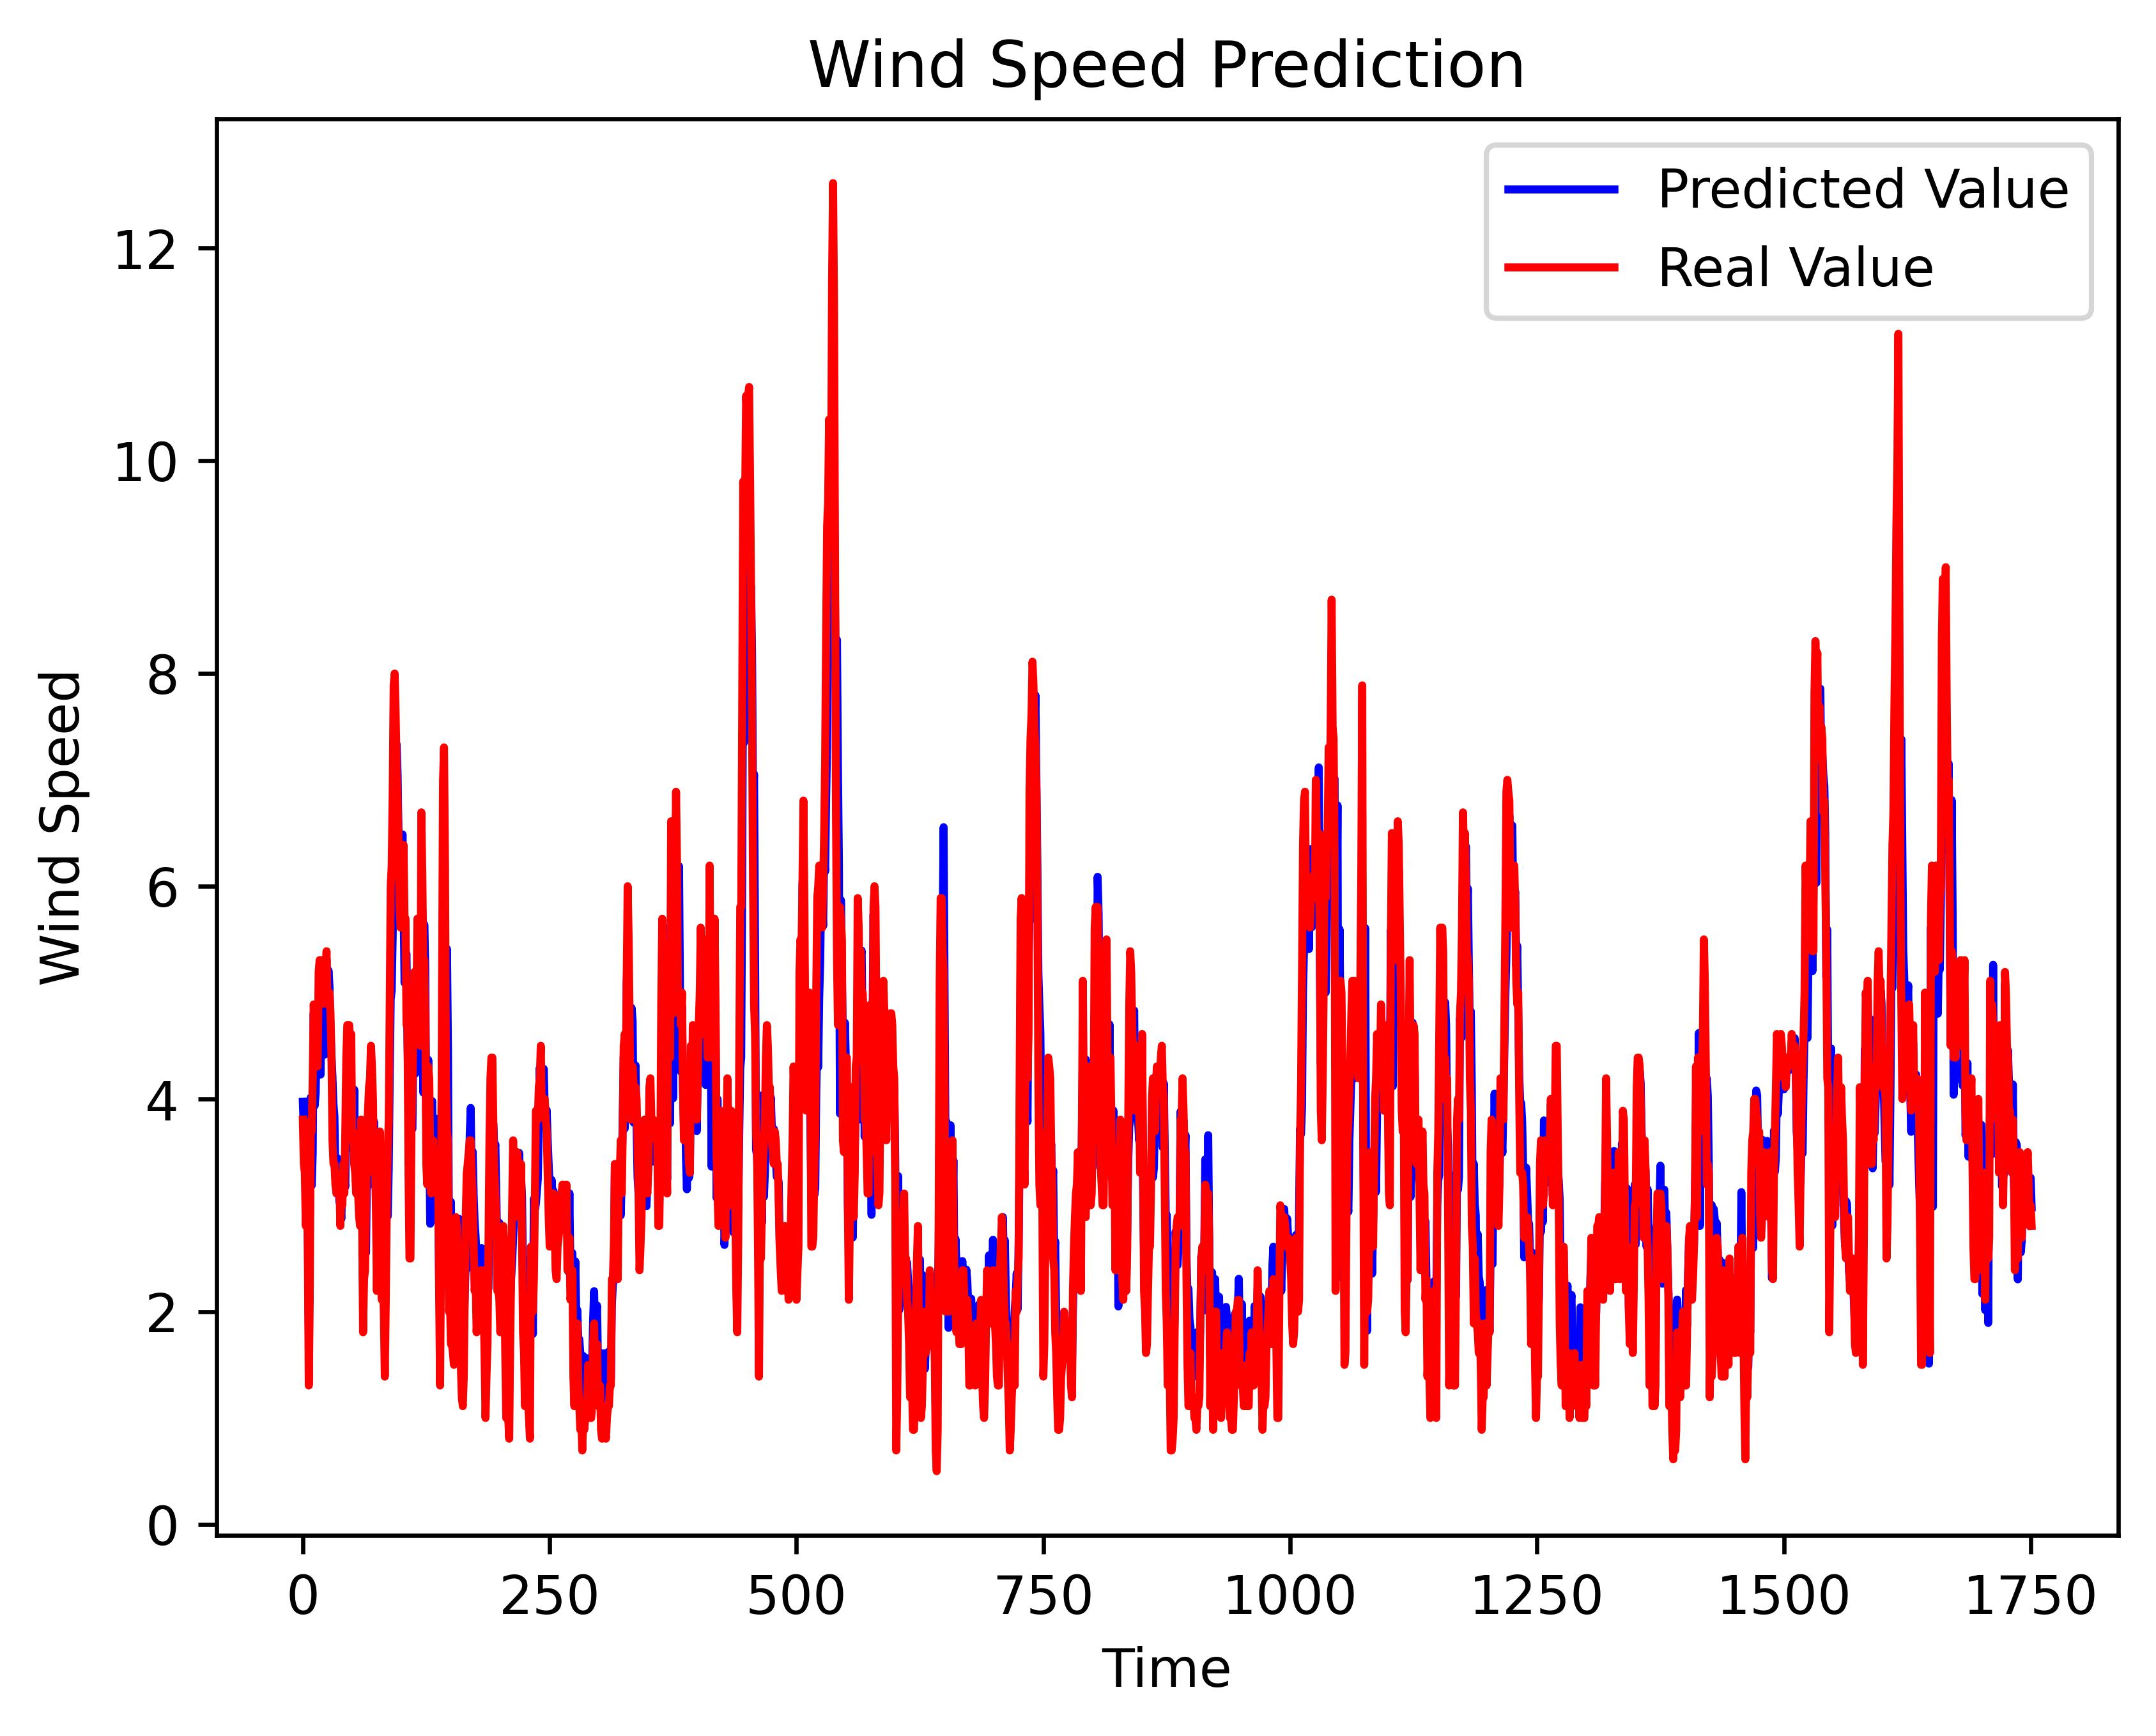 Wind Speed Prediction
Predicted Value
Real Value
12
10
8
6
4
2
0
Wind Speed
0 250 500 750 1000 1250 1500 1750
Time